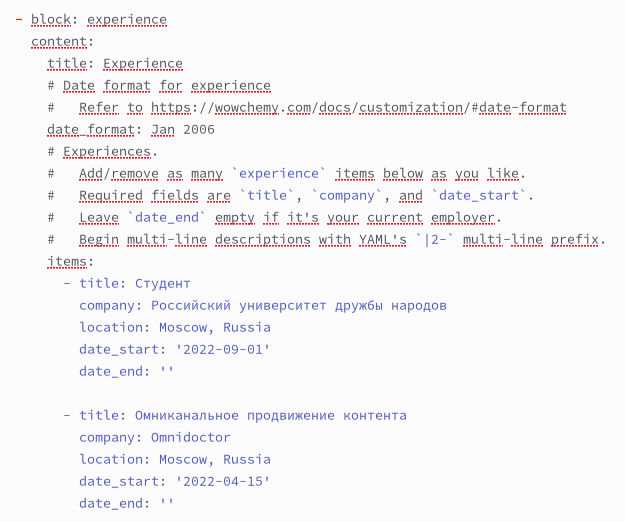 - block: experience
content:
title: Experience
# Date format for experience
# Refer to https://wowchemy.com/docs/customization/#date-format
date_format: Jan 2006
# Experiences.
# Add/remove as many `experience` items below as you like.
# Required fields are `title`, `company`, and `date_start`.
# Leave `date_end` empty if it's your current employer.
# Begin multi-line descriptions with YAML's `|2-` multi-line prefix.
items:
- title: Студент
company: Российский университет дружбы народов
location: Moscow, Russia
date_start: '2022-09-01'
date_end: ''
- title: Омниканальное продвижение контента
company: Omnidoctor
location: Moscow, Russia
date_start: '2022-04-15'
date_end: ''